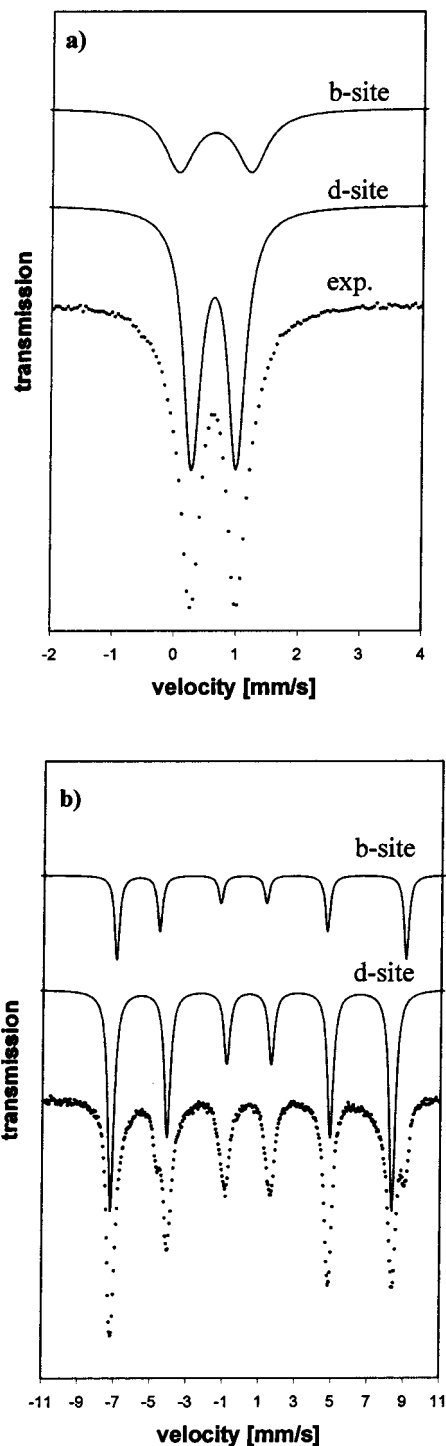 a)
b-site
d-site
exp.
transmission
-2 -1 0 1 2 3 4
velocity [mm/s]
b)
b-site
d-site
transmission
-11 -9 -7 -5 -3 -1 1 3 5 7 9 11
velocity [mm/s]